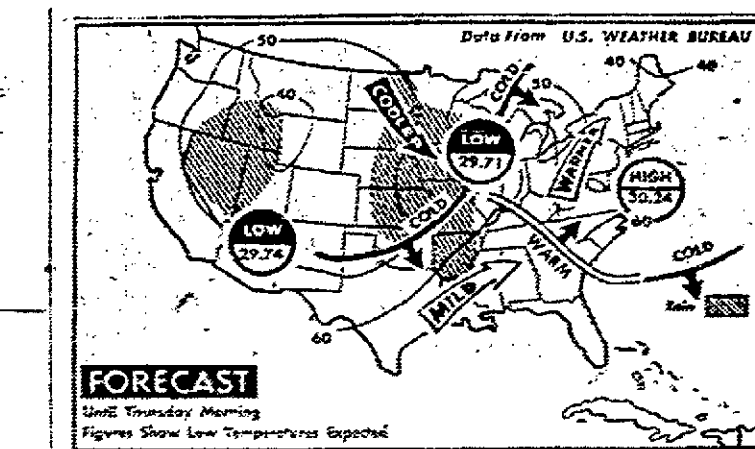 Data From U.S. WEATHER BUREAU
50
COLD
40
40
COOLER
50
40
LOW
29.71
WARMER
HIGH
30.24
60
LOW
29.74
COLD
WARM
COLD
MILD
Rain
60
FORECAST
Until Thursday Morning
Figures Show Low Temperatures Expected